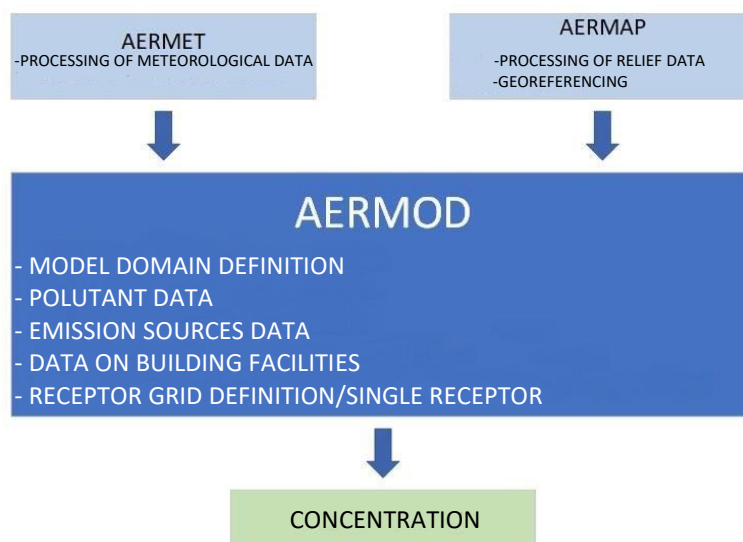 AERMET
-PROCESSING OF METEOROLOGICAL DATA
AERMAP
-PROCESSING OF RELIEF DATA
-GEOREFERENCING
AERMOD
- MODEL DOMAIN DEFINITION
- POLUTANT DATA
- EMISSION SOURCES DATA
- DATA ON BUILDING FACILITIES
- RECEPTOR GRID DEFINITION/SINGLE RECEPTOR
CONCENTRATION